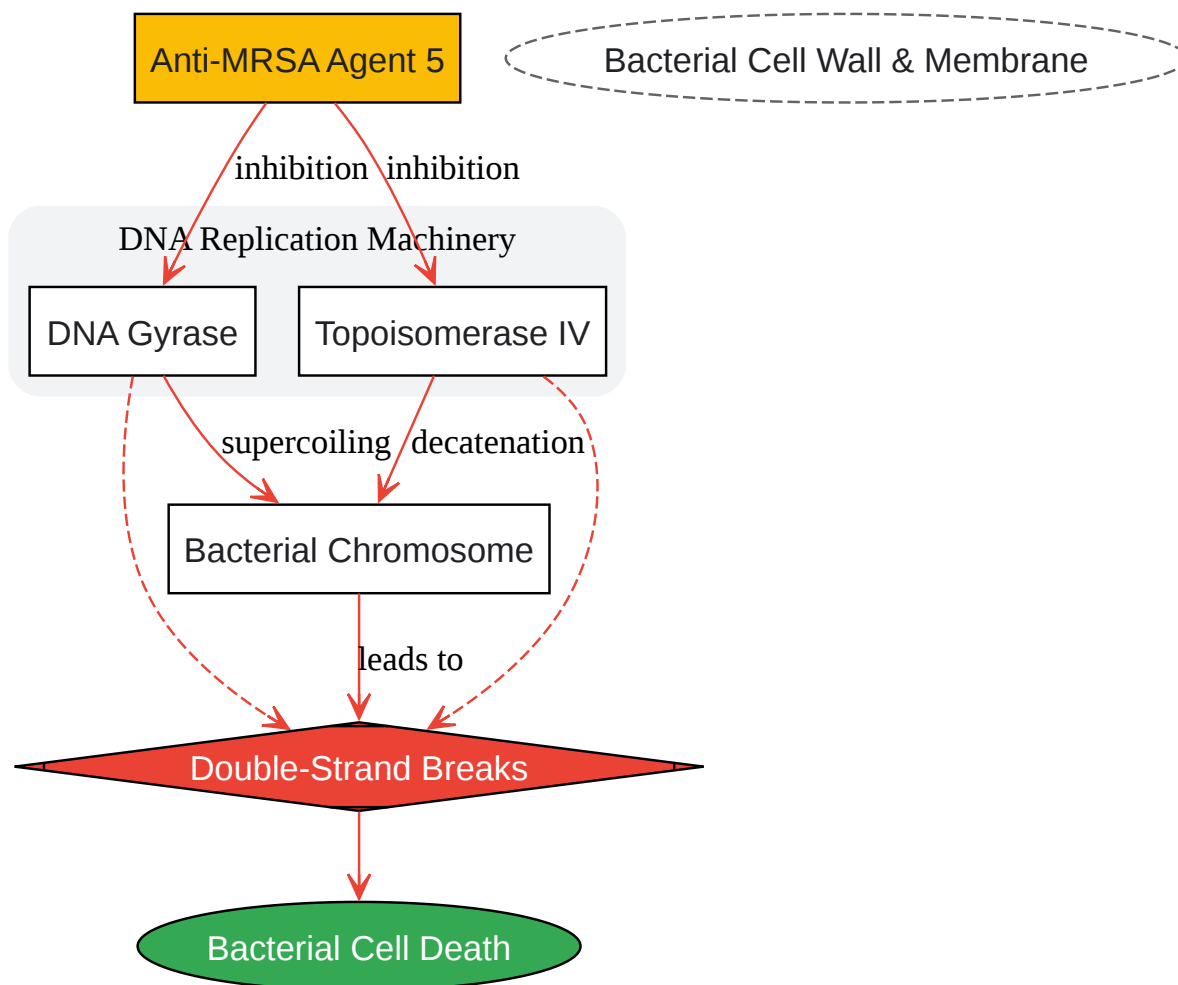 Anti-MRSA Agent 5
Bacterial Cell Wall & Membrane
inhibition
inhibition
DNA Replication Machinery
DNA Gyrase
Topoisomerase IV
supercoiling
decatenation
Bacterial Chromosome
leads to
Double-Strand Breaks
Bacterial Cell Death